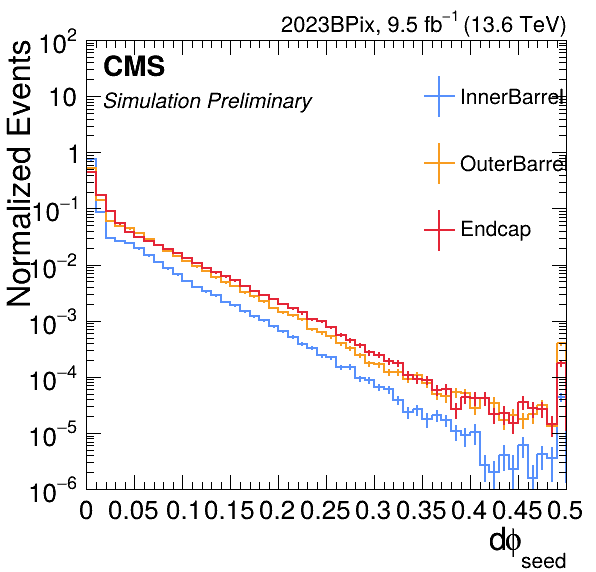 2023BPix, 9.5 fb⁻¹ (13.6 TeV)
CMS
Simulation Preliminary
InnerBarrel
OuterBarrel
Endcap
Normalized Events
10²
10
1
10⁻¹
10⁻²
10⁻³
10⁻⁴
10⁻⁵
10⁻⁶
0 0.05 0.1 0.15 0.2 0.25 0.3 0.35 0.4 0.45 0.5
dϕ_seed